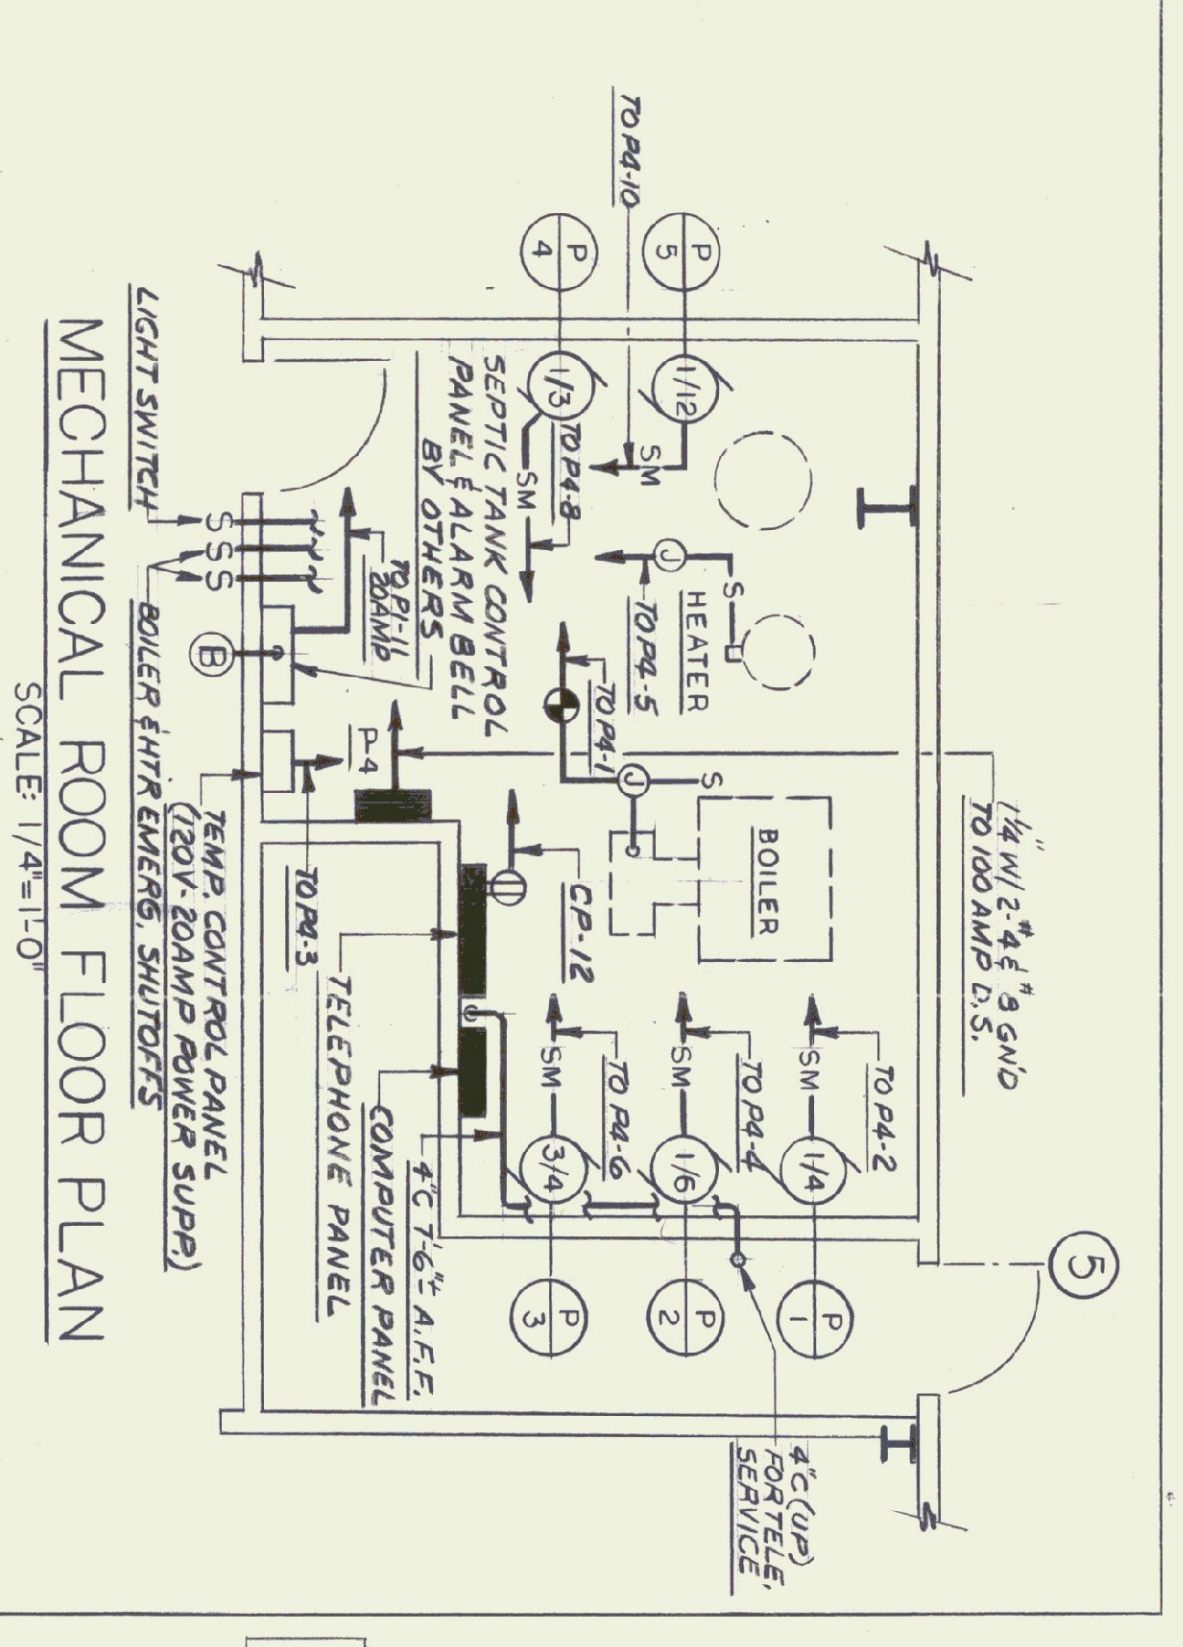 5
1 1/4" W/ 2-#4 & #8 GND
TO 100 AMP D.S.
4"C (UP)
FOR TELE.
SERVICE
TO P4-10
P
5
1/12
SM
P
4
1/3
SM
TO P4-8
S
J
HEATER
TO P4-5
BOILER
S
J
TO P4-1
TO P4-2
SM
1/4
P
1
TO P4-4
SM
1/6
P
2
TO P4-6
SM
3/4
P
3
CP-12
SEPTIC TANK CONTROL
PANEL & ALARM BELL
BY OTHERS
TO P1-11
20AMP
P-4
TO P4-3
4"C 7'-6"± A.F.F.
COMPUTER PANEL
TELEPHONE PANEL
S
S
S
B
TEMP. CONTROL PANEL
(120V-20AMP POWER SUPP.)
LIGHT SWITCH
BOILER & HTR EMERG. SHUTOFFS
MECHANICAL ROOM FLOOR PLAN
SCALE: 1/4"=1'-0"